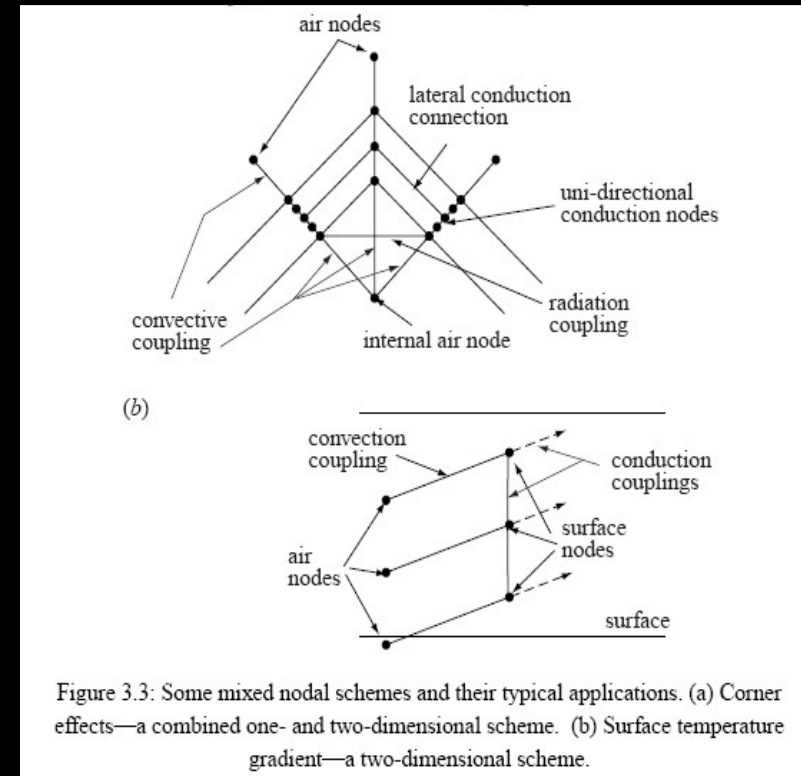 air nodes
lateral conduction
connection
uni-directional
conduction nodes
radiation
coupling
convective
coupling
internal air node
(b)
convection
coupling
conduction
couplings
surface
nodes
air
nodes
surface
Figure 3.3: Some mixed nodal schemes and their typical applications. (a) Corner
effects—a combined one- and two-dimensional scheme. (b) Surface temperature
gradient—a two-dimensional scheme.